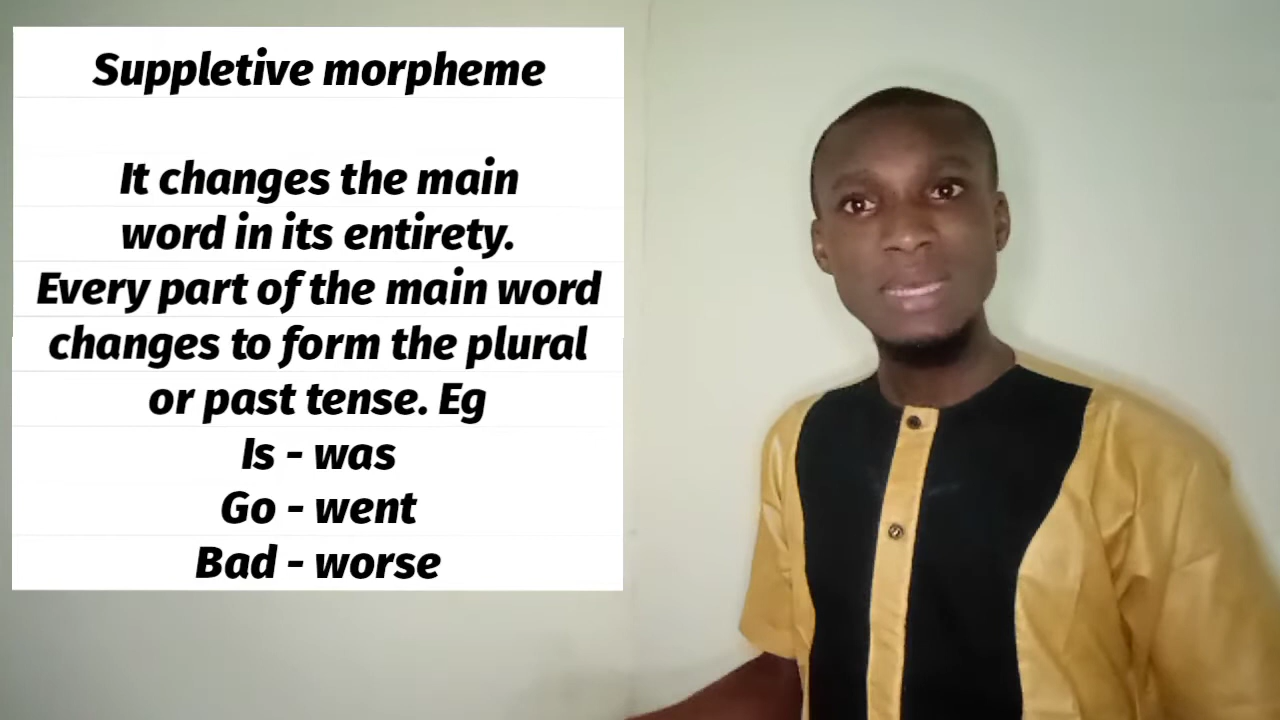 Suppletive morpheme
It changes the main
word in its entirety.
Every part of the main word
changes to form the plural
or past tense. Eg
Is - was
Go - went
Bad - worse